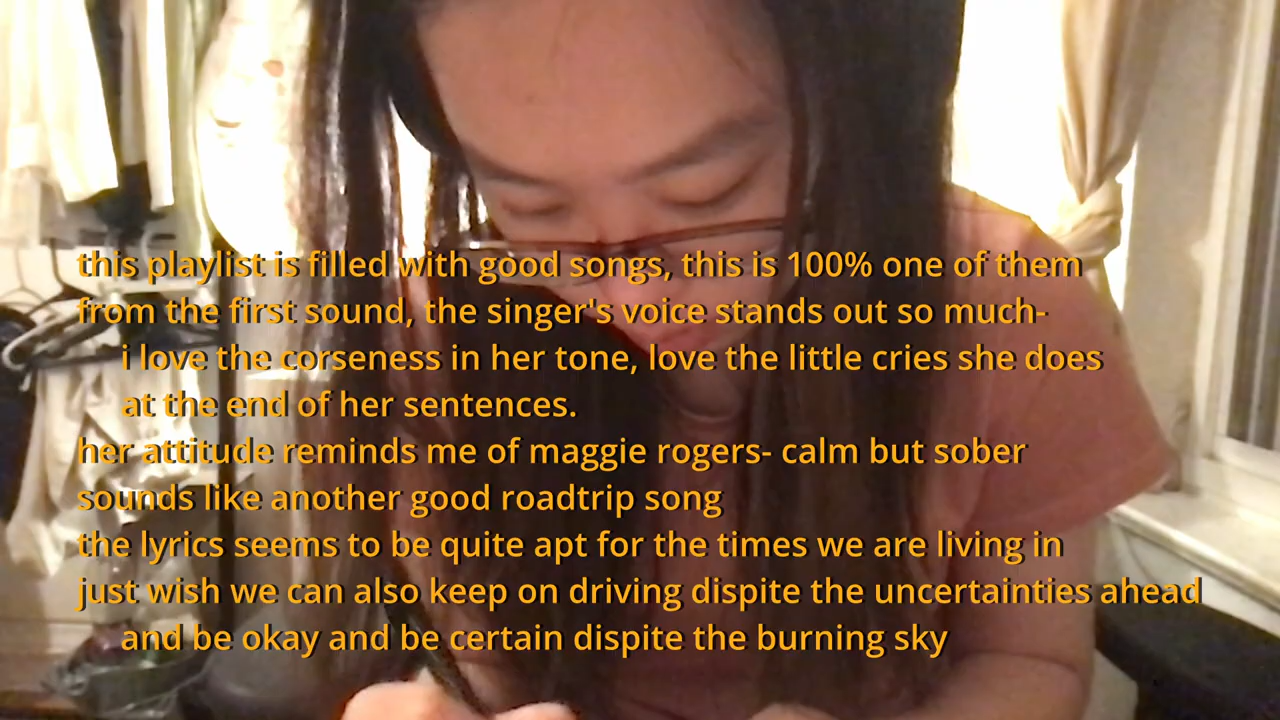 this playlist is filled with good songs, this is 100% one of them
from the first sound, the singer's voice stands out so much-
i love the corseness in her tone, love the little cries she does
at the end of her sentences.
her attitude reminds me of maggie rogers- calm but sober
sounds like another good roadtrip song
the lyrics seems to be quite apt for the times we are living in
just wish we can also keep on driving dispite the uncertainties ahead
and be okay and be certain dispite the burning sky